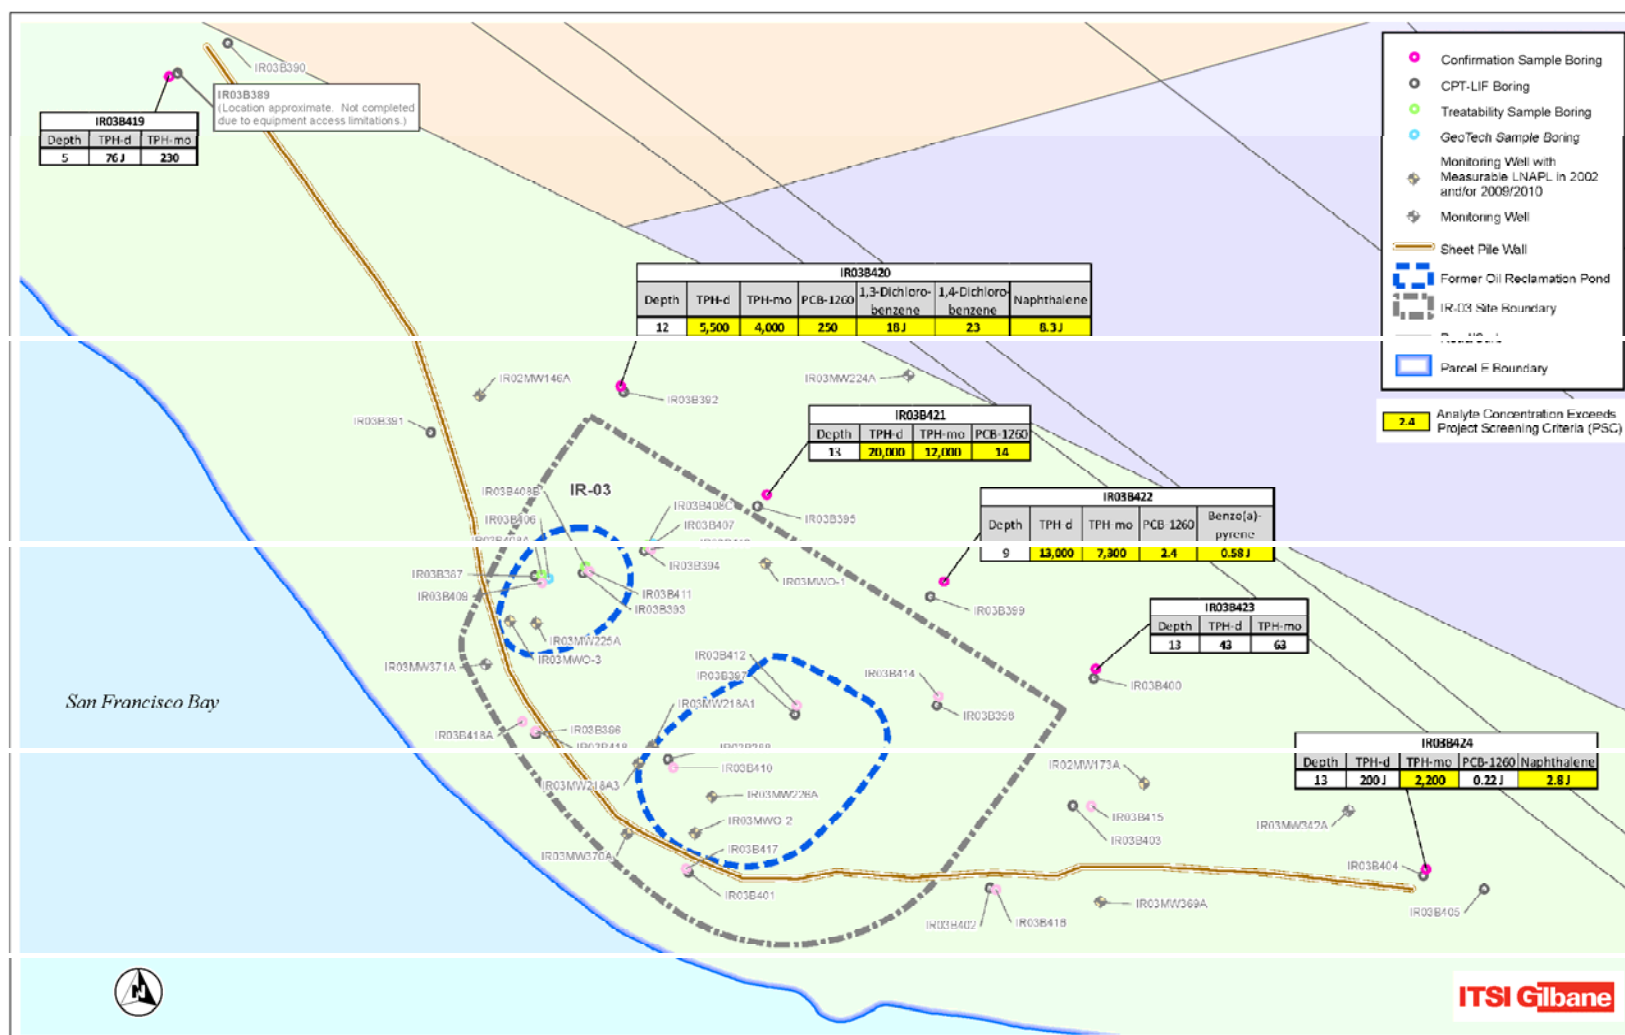 IR03B390
IR03B389
(Location approximate. Not completed
due to equipment access limitations.)
IR03B419
Depth TPH-d TPH-mo
5 76 J 230
Confirmation Sample Boring
CPT-LIF Boring
Treatability Sample Boring
GeoTech Sample Boring
Monitoring Well with
Measurable LNAPL in 2002
and/or 2009/2010
Monitoring Well
Sheet Pile Wall
Former Oil Reclamation Pond
IR-03 Site Boundary
Parcel E Boundary
2.4
Analyte Concentration Exceeds
Project Screening Criteria (PSC)
IR03B420
Depth TPH-d TPH-mo PCB-1260 1,3-Dichloro-benzene 1,4-Dichloro-benzene Naphthalene
12 5,500 4,000 250 18 J 23 8.3 J
IR02MW146A
IR03B392
IR03MW224A
IR03B391
IR03B421
Depth TPH-d TPH-mo PCB-1260
13 20,000 12,000 14
IR03B408B
IR-03
IR03B408C
IR03B406
IR03B407
IR03B395
IR03B422
Depth TPH-d TPH-mo PCB-1260 Benzo(a)-pyrene
9 13,000 7,300 2.4 0.58 J
IR03B387
IR03B394
IR03MWO-1
IR03B409
IR03B411
IR03B393
IR03B399
IR03B423
Depth TPH-d TPH-mo
13 43 63
IR03MW225A
IR03MWO-3
IR03MW371A
IR03B412
IR03B397
IR03B414
IR03B400
San Francisco Bay
IR03MW218A1
IR03B398
IR03B418A
IR03B396
IR03B410
IR03MW218A3
IR02MW173A
IR03B424
Depth TPH-d TPH-mo PCB-1260 Naphthalene
13 200 J 2,200 0.22 J 2.8 J
IR03MW226A
IR03MWO-2
IR03B415
IR03B403
IR03MW342A
IR03MW370A
IR03B417
IR03B401
IR03B404
IR03B402
IR03B416
IR03MW369A
IR03B405
N
ITSI Gilbane